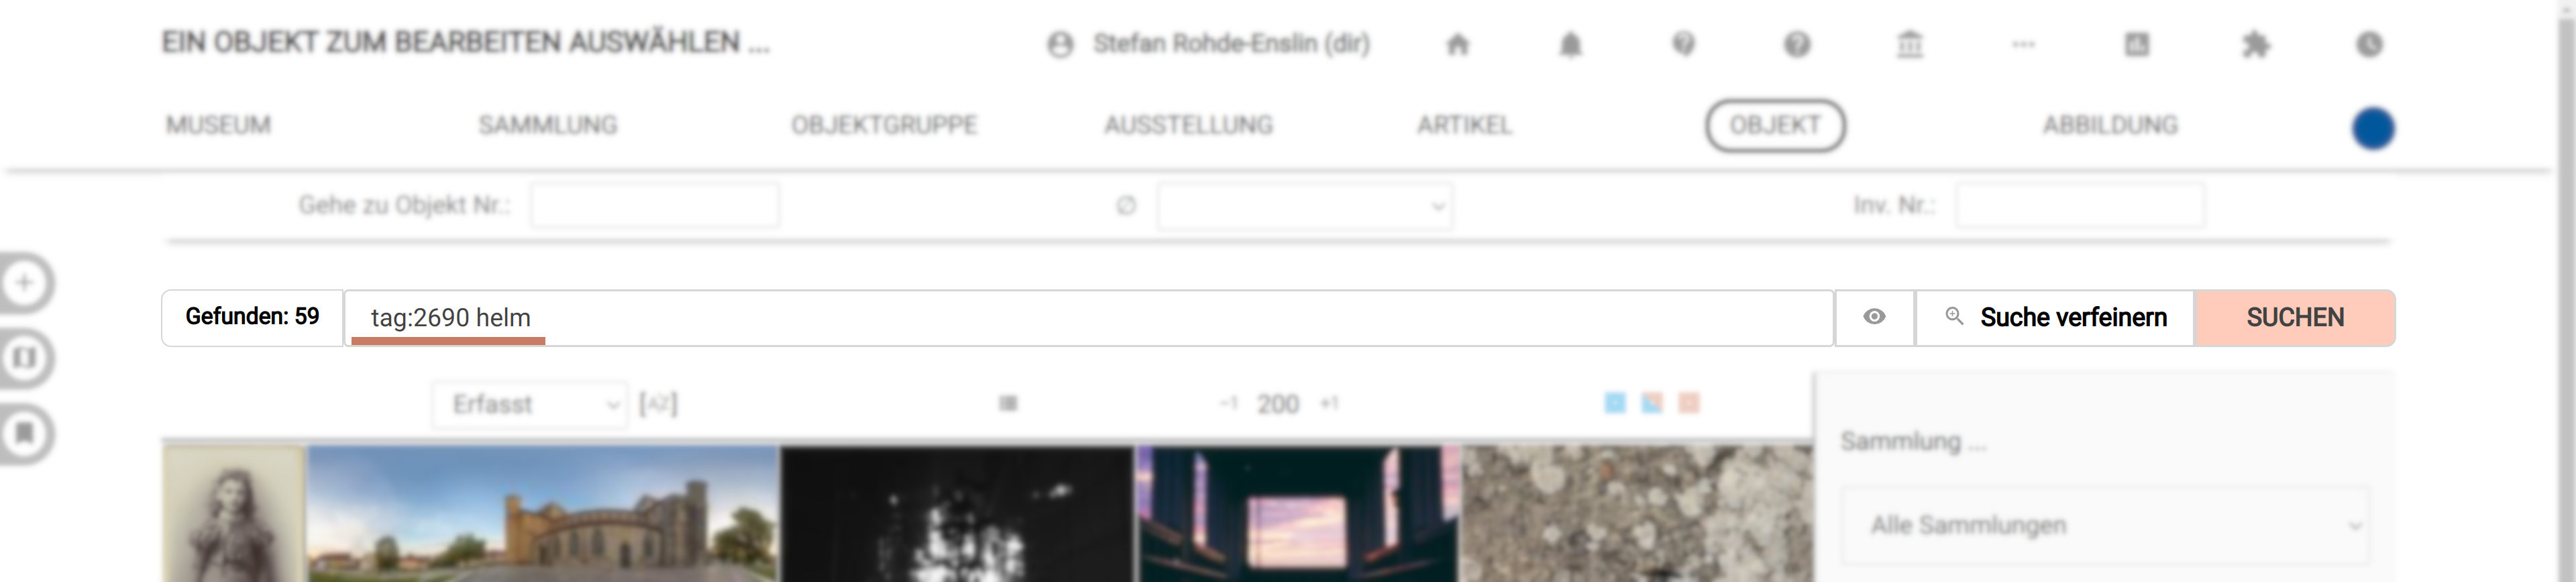 EIN OBJEKT ZUM BEARBEITEN AUSWÄHLEN ... Stefan Rohde-Enslin (dir)
MUSEUM SAMMLUNG OBJEKTGRUPPE AUSSTELLUNG ARTIKEL OBJEKT ABBILDUNG
Gehe zu Objekt Nr.: ∅ Inv. Nr.:
Gefunden: 59 tag:2690 helm Suche verfeinern SUCHEN
Erfasst [AZ] -1 200 +1
Sammlung ...
Alle Sammlungen